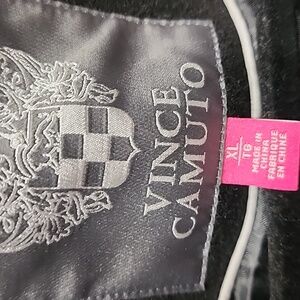 VINCE
CAMUTO
XL
TG
MADE IN
CHINA
FABRIQUE
EN CHINE